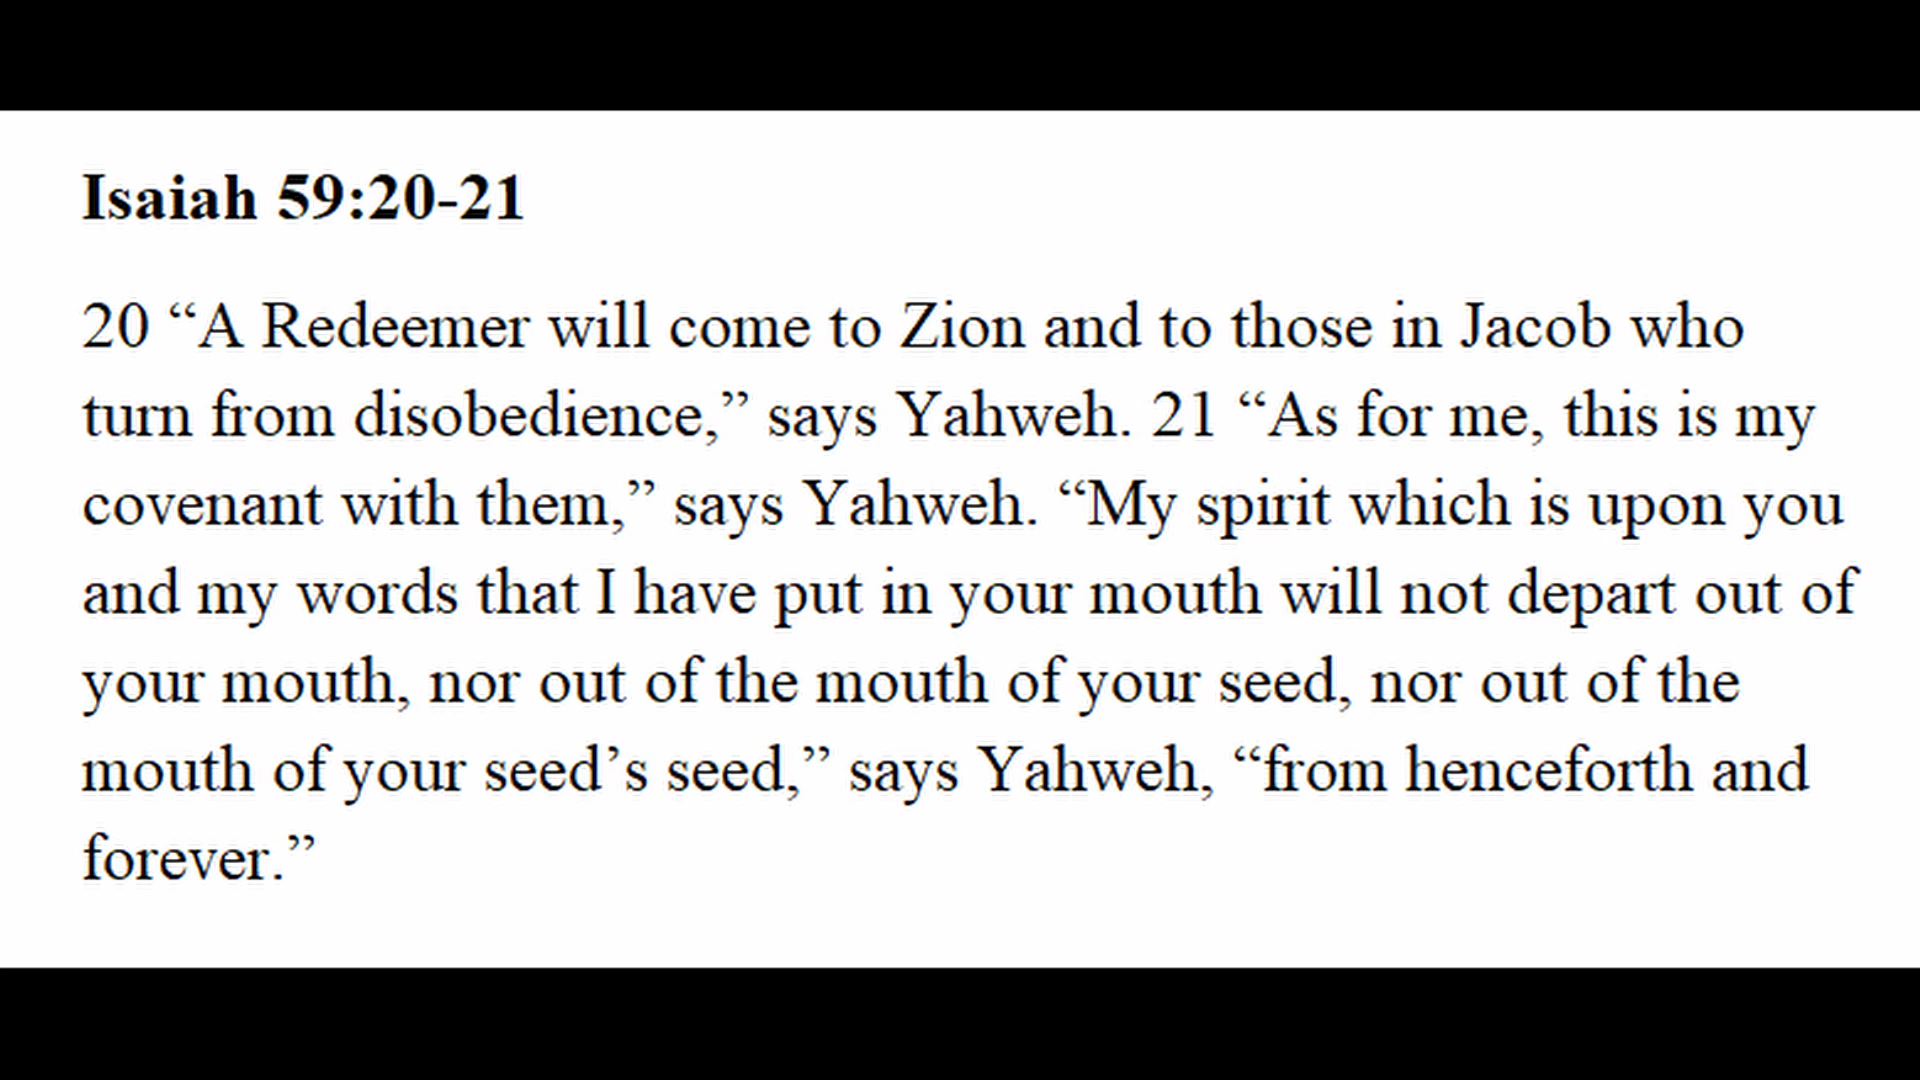 Isaiah 59:20-21
20 “A Redeemer will come to Zion and to those in Jacob who
turn from disobedience,” says Yahweh. 21 “As for me, this is my
covenant with them,” says Yahweh. “My spirit which is upon you
and my words that I have put in your mouth will not depart out of
your mouth, nor out of the mouth of your seed, nor out of the
mouth of your seed’s seed,” says Yahweh, “from henceforth and
forever.”